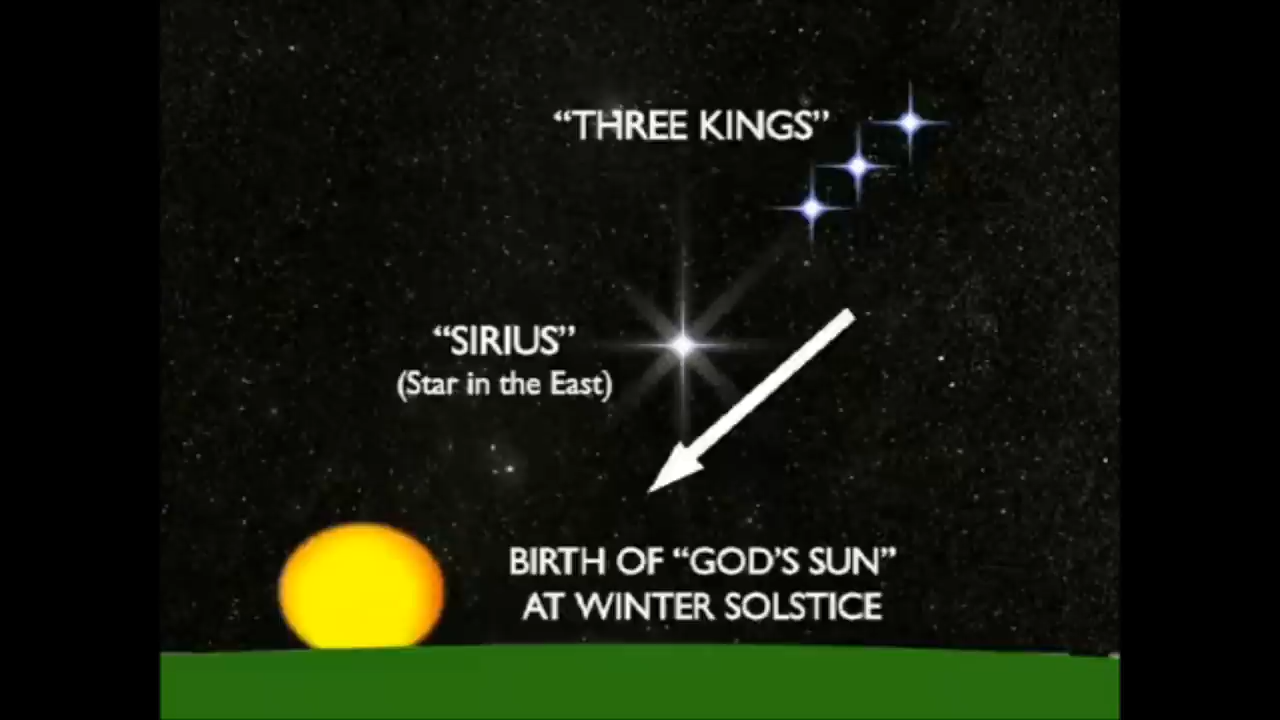 “THREE KINGS”
“SIRIUS”
(Star in the East)
BIRTH OF “GOD’S SUN”
AT WINTER SOLSTICE